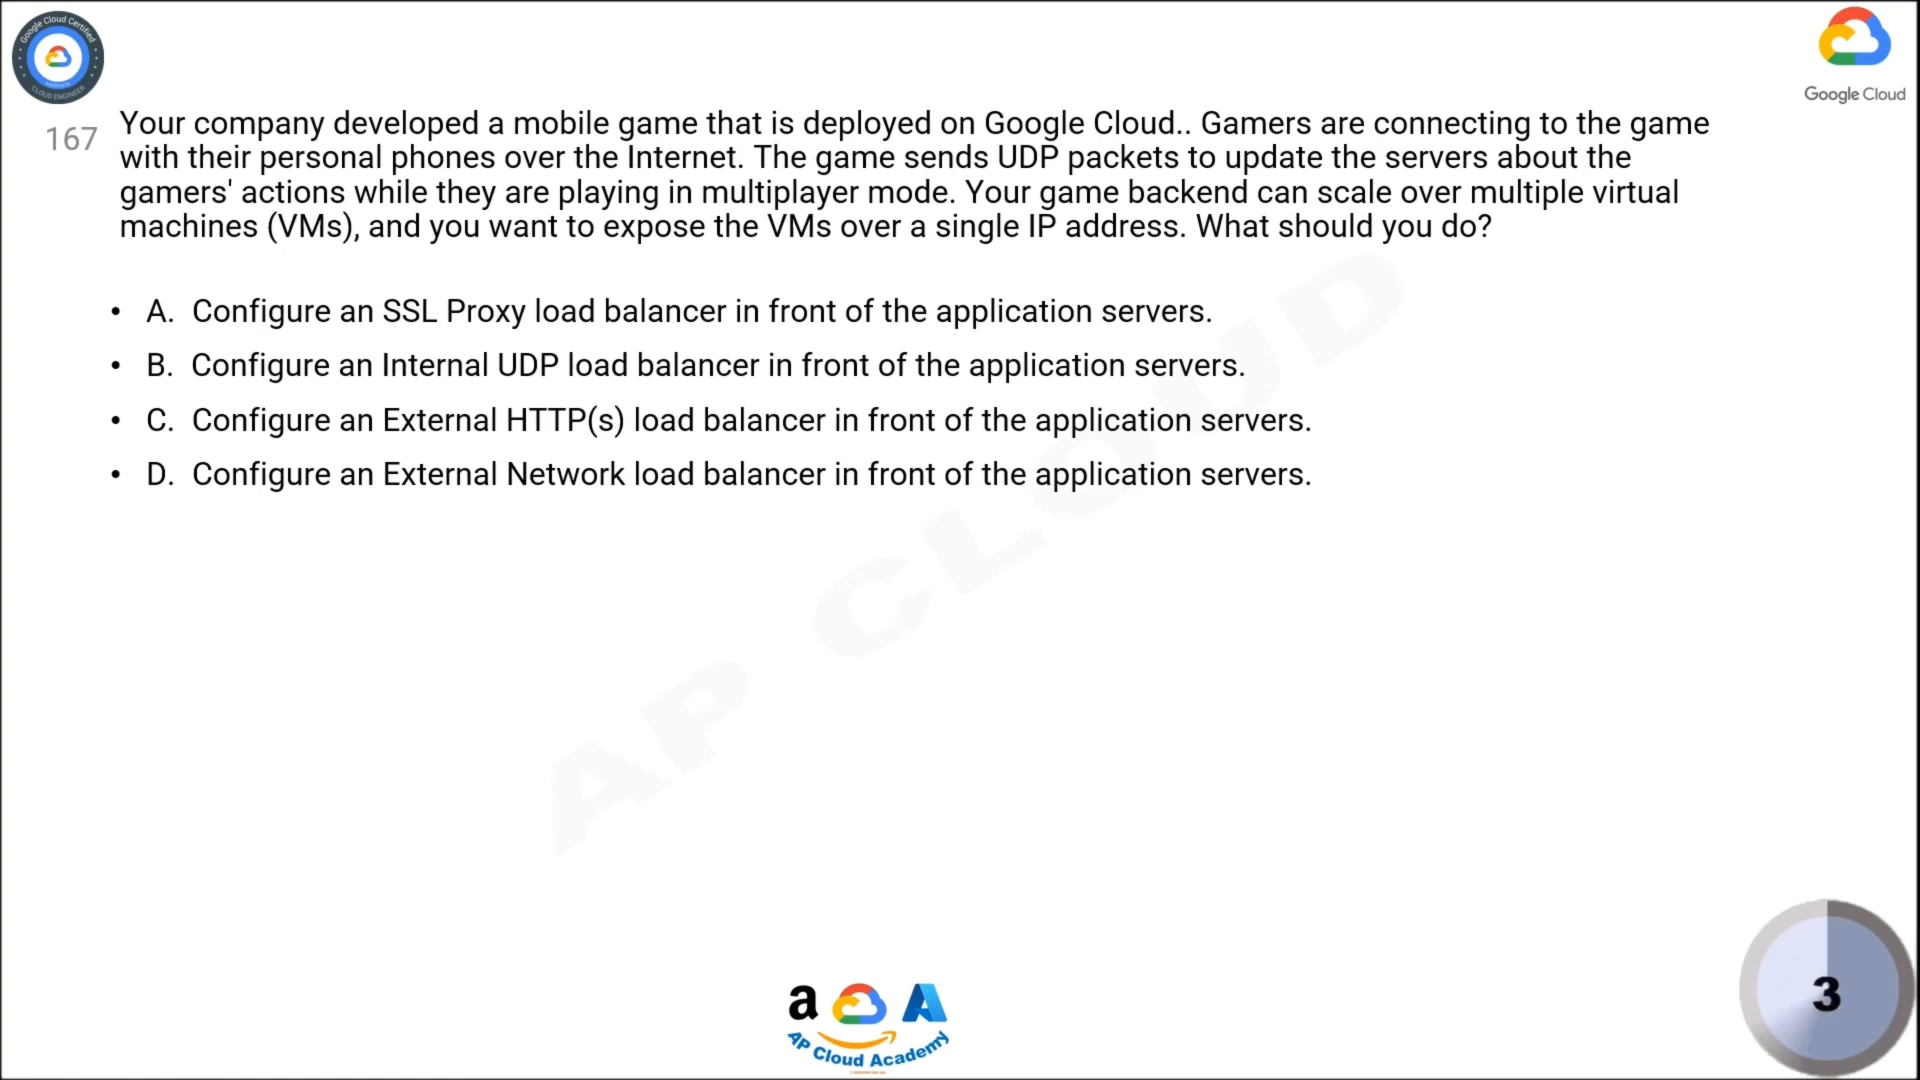 Google Cloud Certified
ASSOCIATE
CLOUD ENGINEER
Google Cloud
167
Your company developed a mobile game that is deployed on Google Cloud.. Gamers are connecting to the game
with their personal phones over the Internet. The game sends UDP packets to update the servers about the
gamers' actions while they are playing in multiplayer mode. Your game backend can scale over multiple virtual
machines (VMs), and you want to expose the VMs over a single IP address. What should you do?
• A. Configure an SSL Proxy load balancer in front of the application servers.
• B. Configure an Internal UDP load balancer in front of the application servers.
• C. Configure an External HTTP(s) load balancer in front of the application servers.
• D. Configure an External Network load balancer in front of the application servers.
AP CLOUD
3
a
AP Cloud Academy